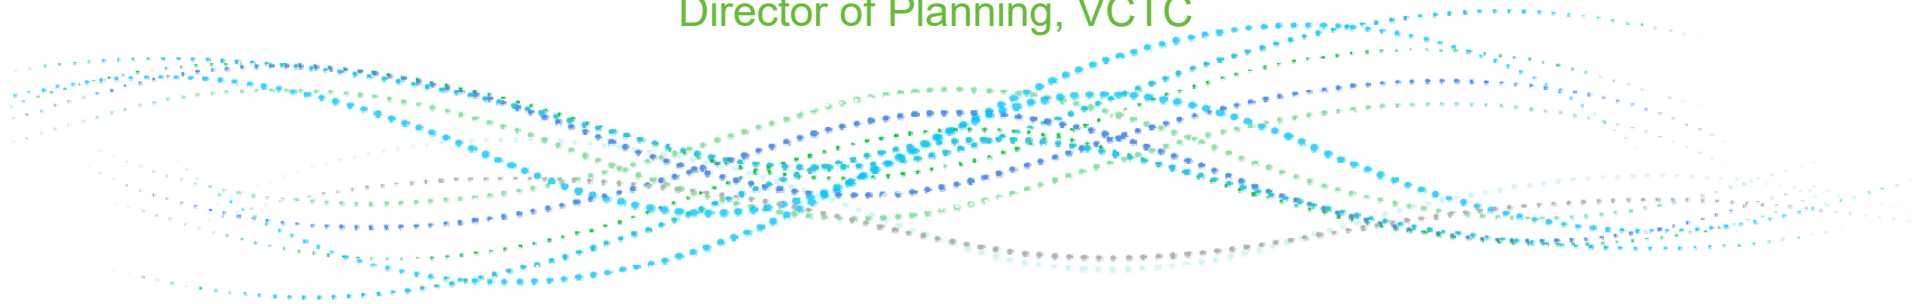 Director of Planning, VCTC